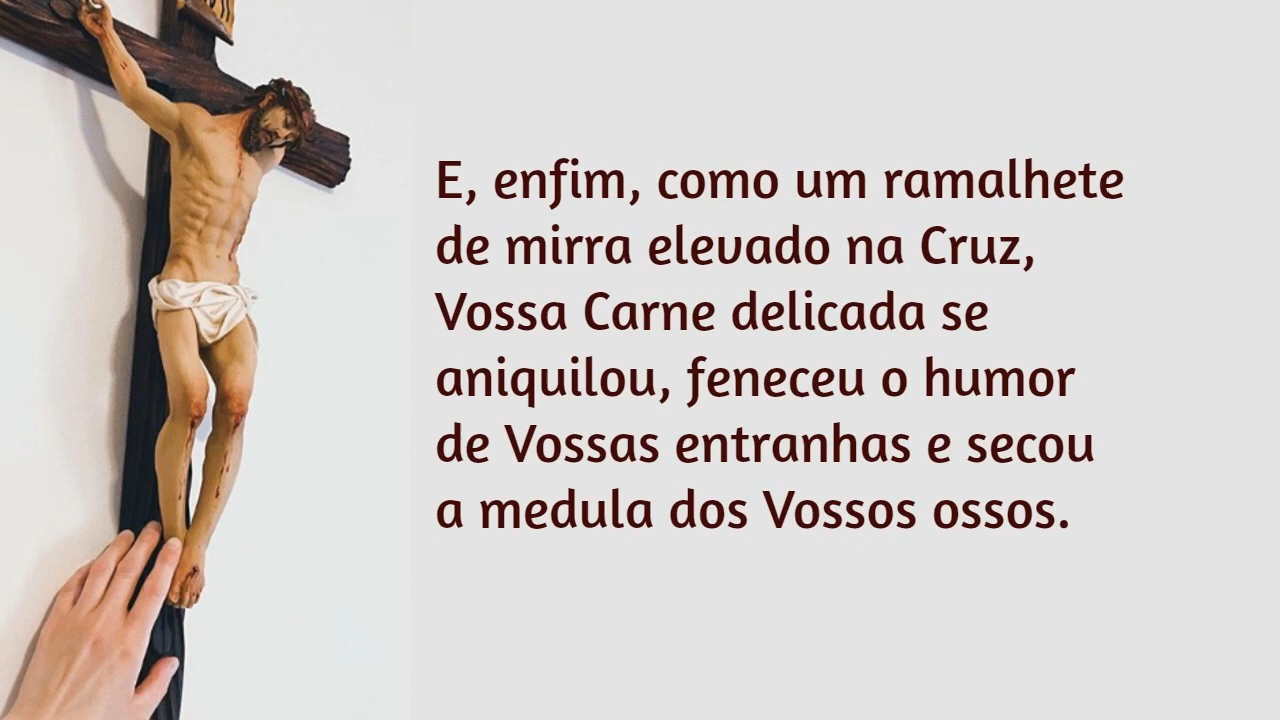 E, enfim, como um ramalhete
de mirra elevado na Cruz,
Vossa Carne delicada se
aniquilou, feneceu o humor
de Vossas entranhas e secou
a medula dos Vossos ossos.